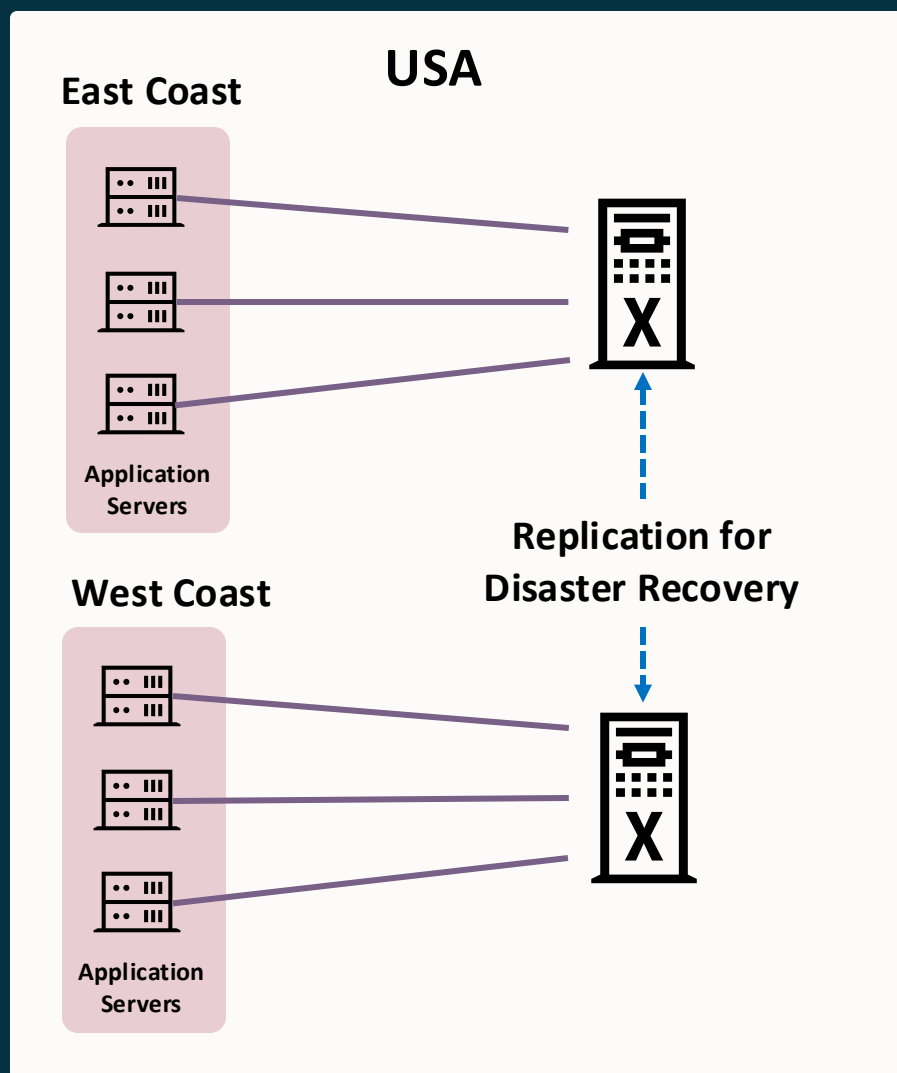 USA
East Coast
Application
Servers
X
Replication for
Disaster Recovery
West Coast
Application
Servers
X